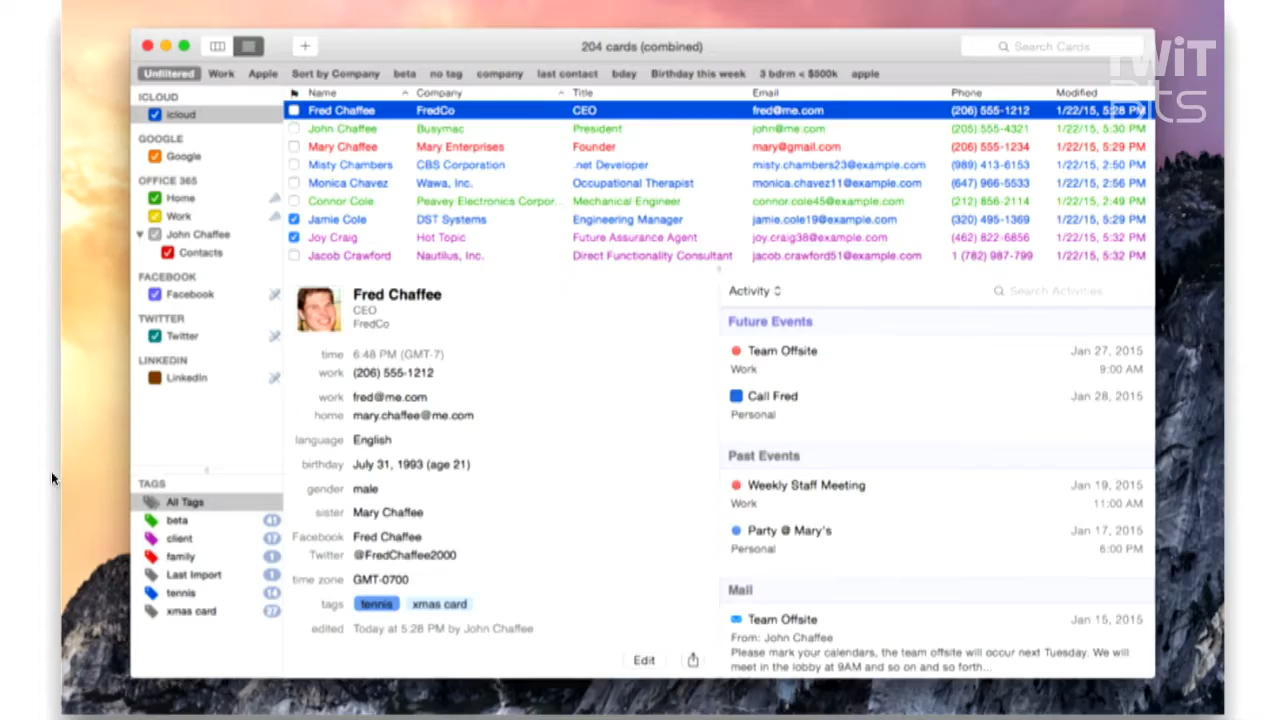 204 cards (combined)
Search Cards
TWiT
Bits
Unfiltered Work Apple Sort by Company beta no tag company last contact bday Birthday this week 3 bdrm < $500k apple
ICLOUD
icloud
GOOGLE
Google
OFFICE 365
Home
Work
John Chaffee
Contacts
FACEBOOK
Facebook
TWITTER
Twitter
LINKEDIN
LinkedIn
TAGS
All Tags
beta
client 17
family 1
Last Import 1
tennis 14
xmas card 27
Name Company Title Email Phone Modified
Fred Chaffee FredCo CEO fred@me.com (206) 555-1212 1/22/15, 5:28 PM
John Chaffee Busymac President john@me.com (205) 555-4321 1/22/15, 5:30 PM
Mary Chaffee Mary Enterprises Founder mary@gmail.com (206) 555-1234 1/22/15, 5:29 PM
Misty Chambers CBS Corporation .net Developer misty.chambers23@example.com (989) 413-6153 1/22/15, 2:50 PM
Monica Chavez Wawa, Inc. Occupational Therapist monica.chavez11@example.com (647) 966-5533 1/22/15, 2:56 PM
Connor Cole Peavey Electronics Corpor... Mechanical Engineer connor.cole45@example.com (212) 856-2114 1/22/15, 2:49 PM
Jamie Cole DST Systems Engineering Manager jamie.cole19@example.com (320) 495-1369 1/22/15, 5:32 PM
Joy Craig Hot Topic Future Assurance Agent joy.craig38@example.com (462) 822-6856 1/22/15, 5:32 PM
Jacob Crawford Nautilus, Inc. Direct Functionality Consultant jacob.crawford51@example.com 1 (782) 987-799 1/22/15, 5:32 PM
Fred Chaffee
CEO
FredCo
time 6:48 PM (GMT-7)
work (206) 555-1212
work fred@me.com
home mary.chaffee@me.com
language English
birthday July 31, 1993 (age 21)
gender male
sister Mary Chaffee
Facebook Fred Chaffee
Twitter @FredChaffee2000
time zone GMT-0700
tags tennis xmas card
edited Today at 5:28 PM by John Chaffee
Edit
Activity
Search Activities
Future Events
Team Offsite Jan 27, 2015
Work 9:00 AM
Call Fred Jan 28, 2015
Personal
Past Events
Weekly Staff Meeting Jan 19, 2015
Work 11:00 AM
Party @ Mary's Jan 17, 2015
Personal 6:00 PM
Mail
Team Offsite Jan 15, 2015
From: John Chaffee
Please mark your calendars, the team offsite will occur next Tuesday. We will
meet in the lobby at 9AM and so on and so forth...